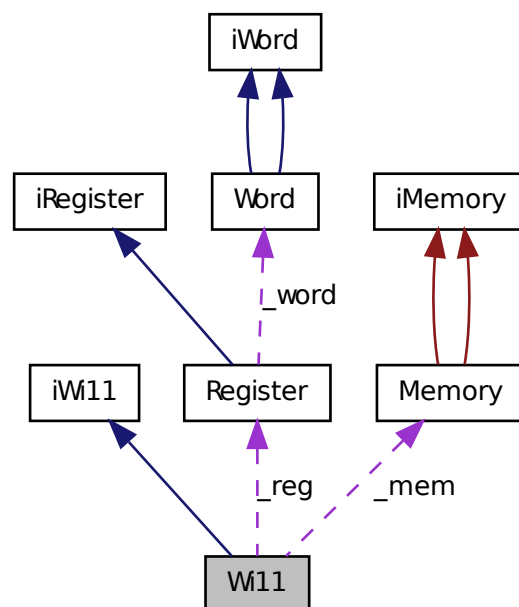 iWord
iRegister
Word
iMemory
_word
iWi11
Register
Memory
_reg
_mem
Wi11